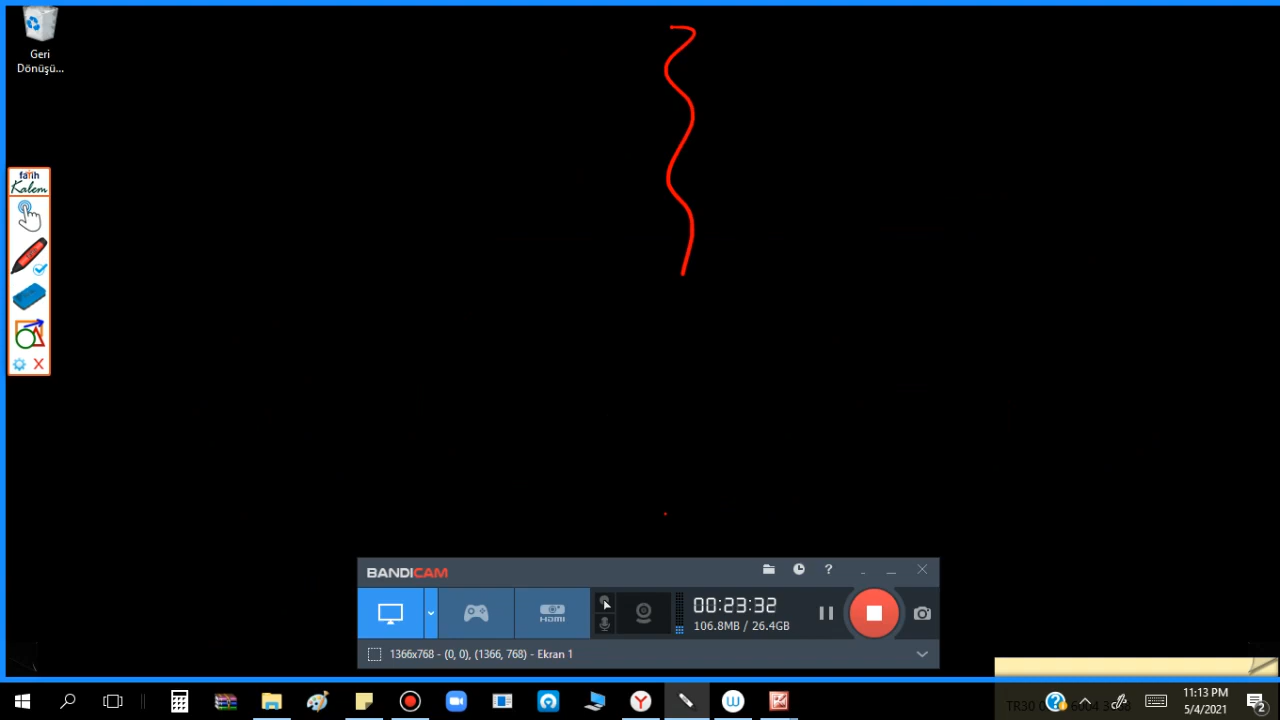 Geri
Dönüşü...
fatih
Kalem
BANDICAM
?
HDMI
00:23:32
106.8MB / 26.4GB
1366x768 - (0, 0), (1366, 768) - Ekran 1
11:13 PM
5/4/2021
2